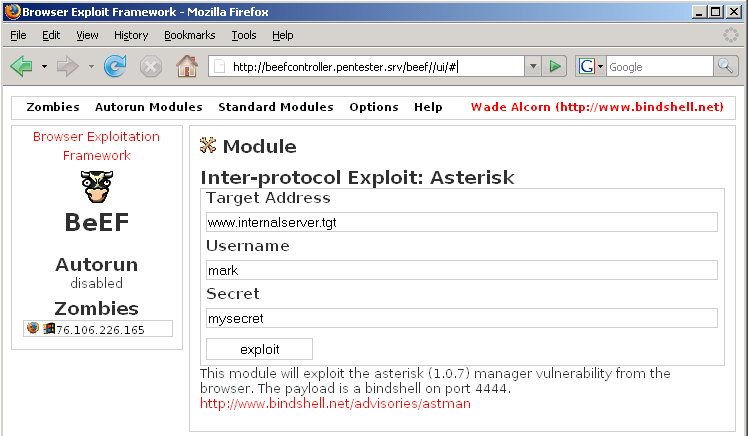 Browser Exploit Framework - Mozilla Firefox
File Edit View History Bookmarks Tools Help
http://beefcontroller.pentester.srv/beef//ui/#
G Google
Zombies Autorun Modules Standard Modules Options Help Wade Alcorn (http://www.bindshell.net)
Browser Exploitation
Framework
BeEF
Autorun
disabled
Zombies
76.106.226.165
Module
Inter-protocol Exploit: Asterisk
Target Address
www.internalserver.tgt
Username
mark
Secret
mysecret
exploit
This module will exploit the asterisk (1.0.7) manager vulnerability from the
browser. The payload is a bindshell on port 4444.
http://www.bindshell.net/advisories/astman